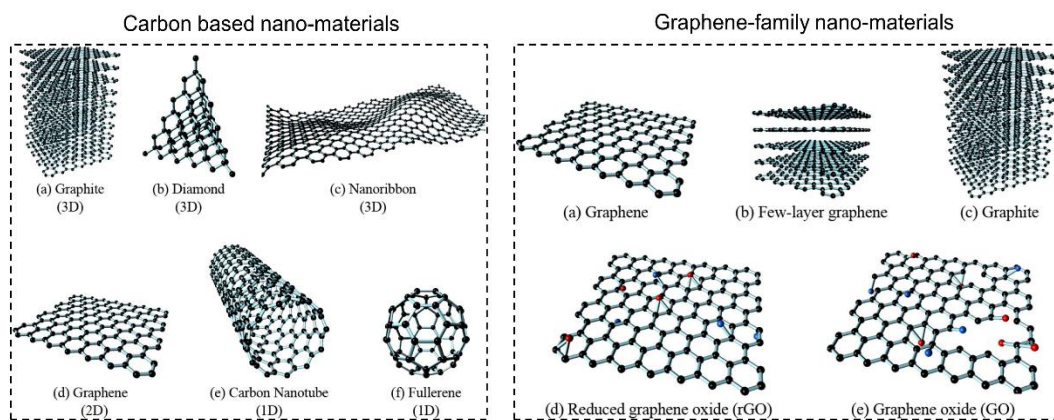 Carbon based nano-materials
(a) Graphite
(3D)
(b) Diamond
(3D)
(c) Nanoribbon
(3D)
(d) Graphene
(2D)
(e) Carbon Nanotube
(1D)
(f) Fullerene
(1D)
Graphene-family nano-materials
(a) Graphene
(b) Few-layer graphene
(c) Graphite
(d) Reduced graphene oxide (rGO)
(e) Graphene oxide (GO)